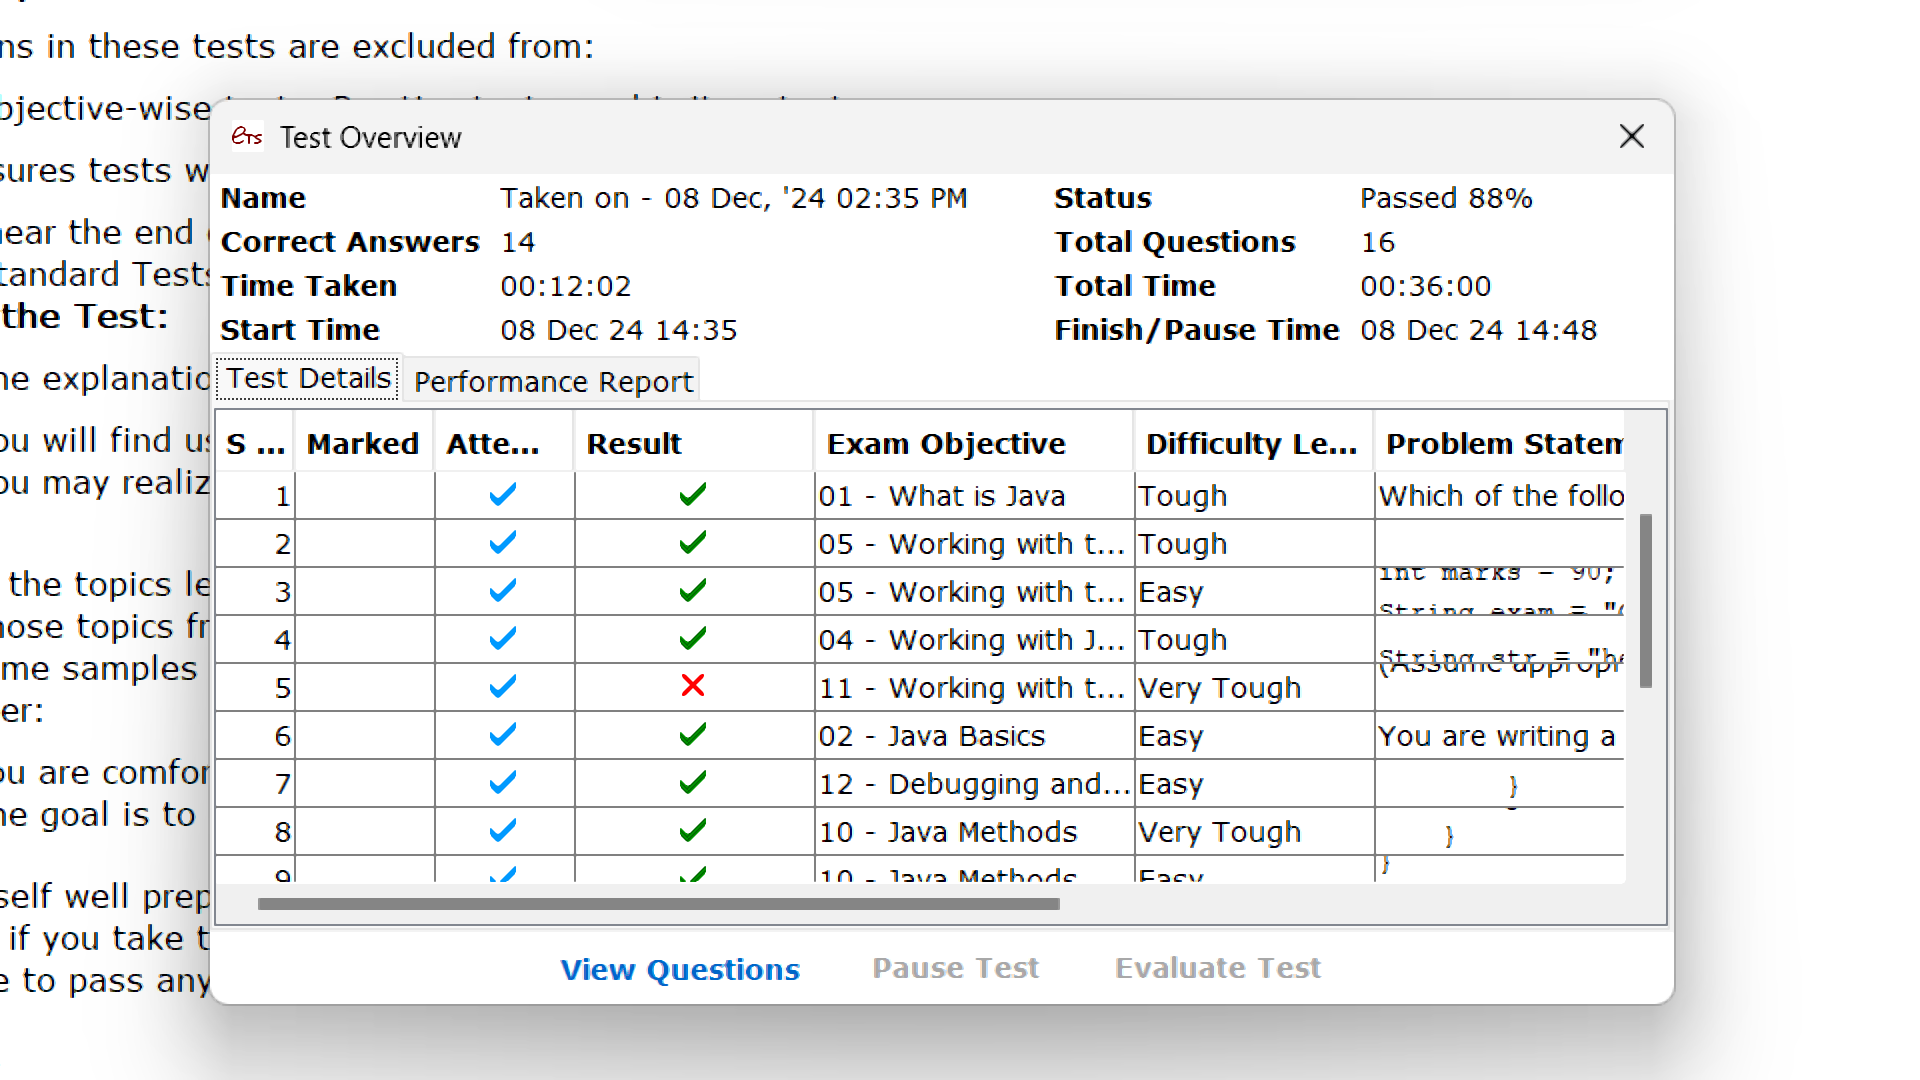 ns in these tests are excluded from:
bjective-wise
sures tests w
near the end
tandard Tests
the Test:
he explanatio
ou will find us
ou may realiz
the topics le
hose topics fr
me samples
er:
ou are comfor
he goal is to
self well prep
if you take t
e to pass any
eTS Test Overview
Name Taken on - 08 Dec, '24 02:35 PM Status Passed 88%
Correct Answers 14 Total Questions 16
Time Taken 00:12:02 Total Time 00:36:00
Start Time 08 Dec 24 14:35 Finish/Pause Time 08 Dec 24 14:48
Test Details Performance Report
S ... Marked Atte... Result Exam Objective Difficulty Le... Problem Statem
1 01 - What is Java Tough Which of the follo
2 05 - Working with t... Tough
3 05 - Working with t... Easy int marks = 90;
String exam = "
4 04 - Working with J... Tough String str = "he
5 11 - Working with t... Very Tough (Assume appropr
6 02 - Java Basics Easy You are writing a
7 12 - Debugging and... Easy }
8 10 - Java Methods Very Tough }
9 10 - Java Methods Easy }
View Questions Pause Test Evaluate Test